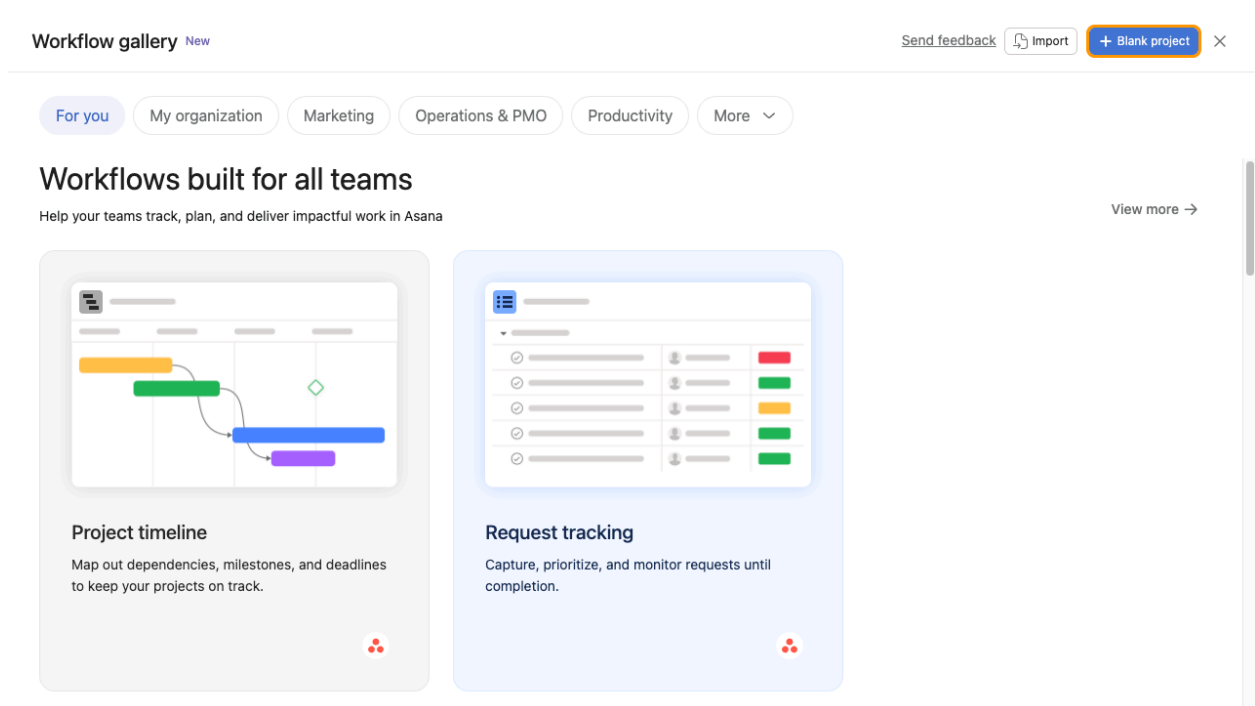 Workflow gallery New
Send feedback Import + Blank project
For you My organization Marketing Operations & PMO Productivity More
Workflows built for all teams
Help your teams track, plan, and deliver impactful work in Asana
View more →
Project timeline
Map out dependencies, milestones, and deadlines
to keep your projects on track.
Request tracking
Capture, prioritize, and monitor requests until
completion.